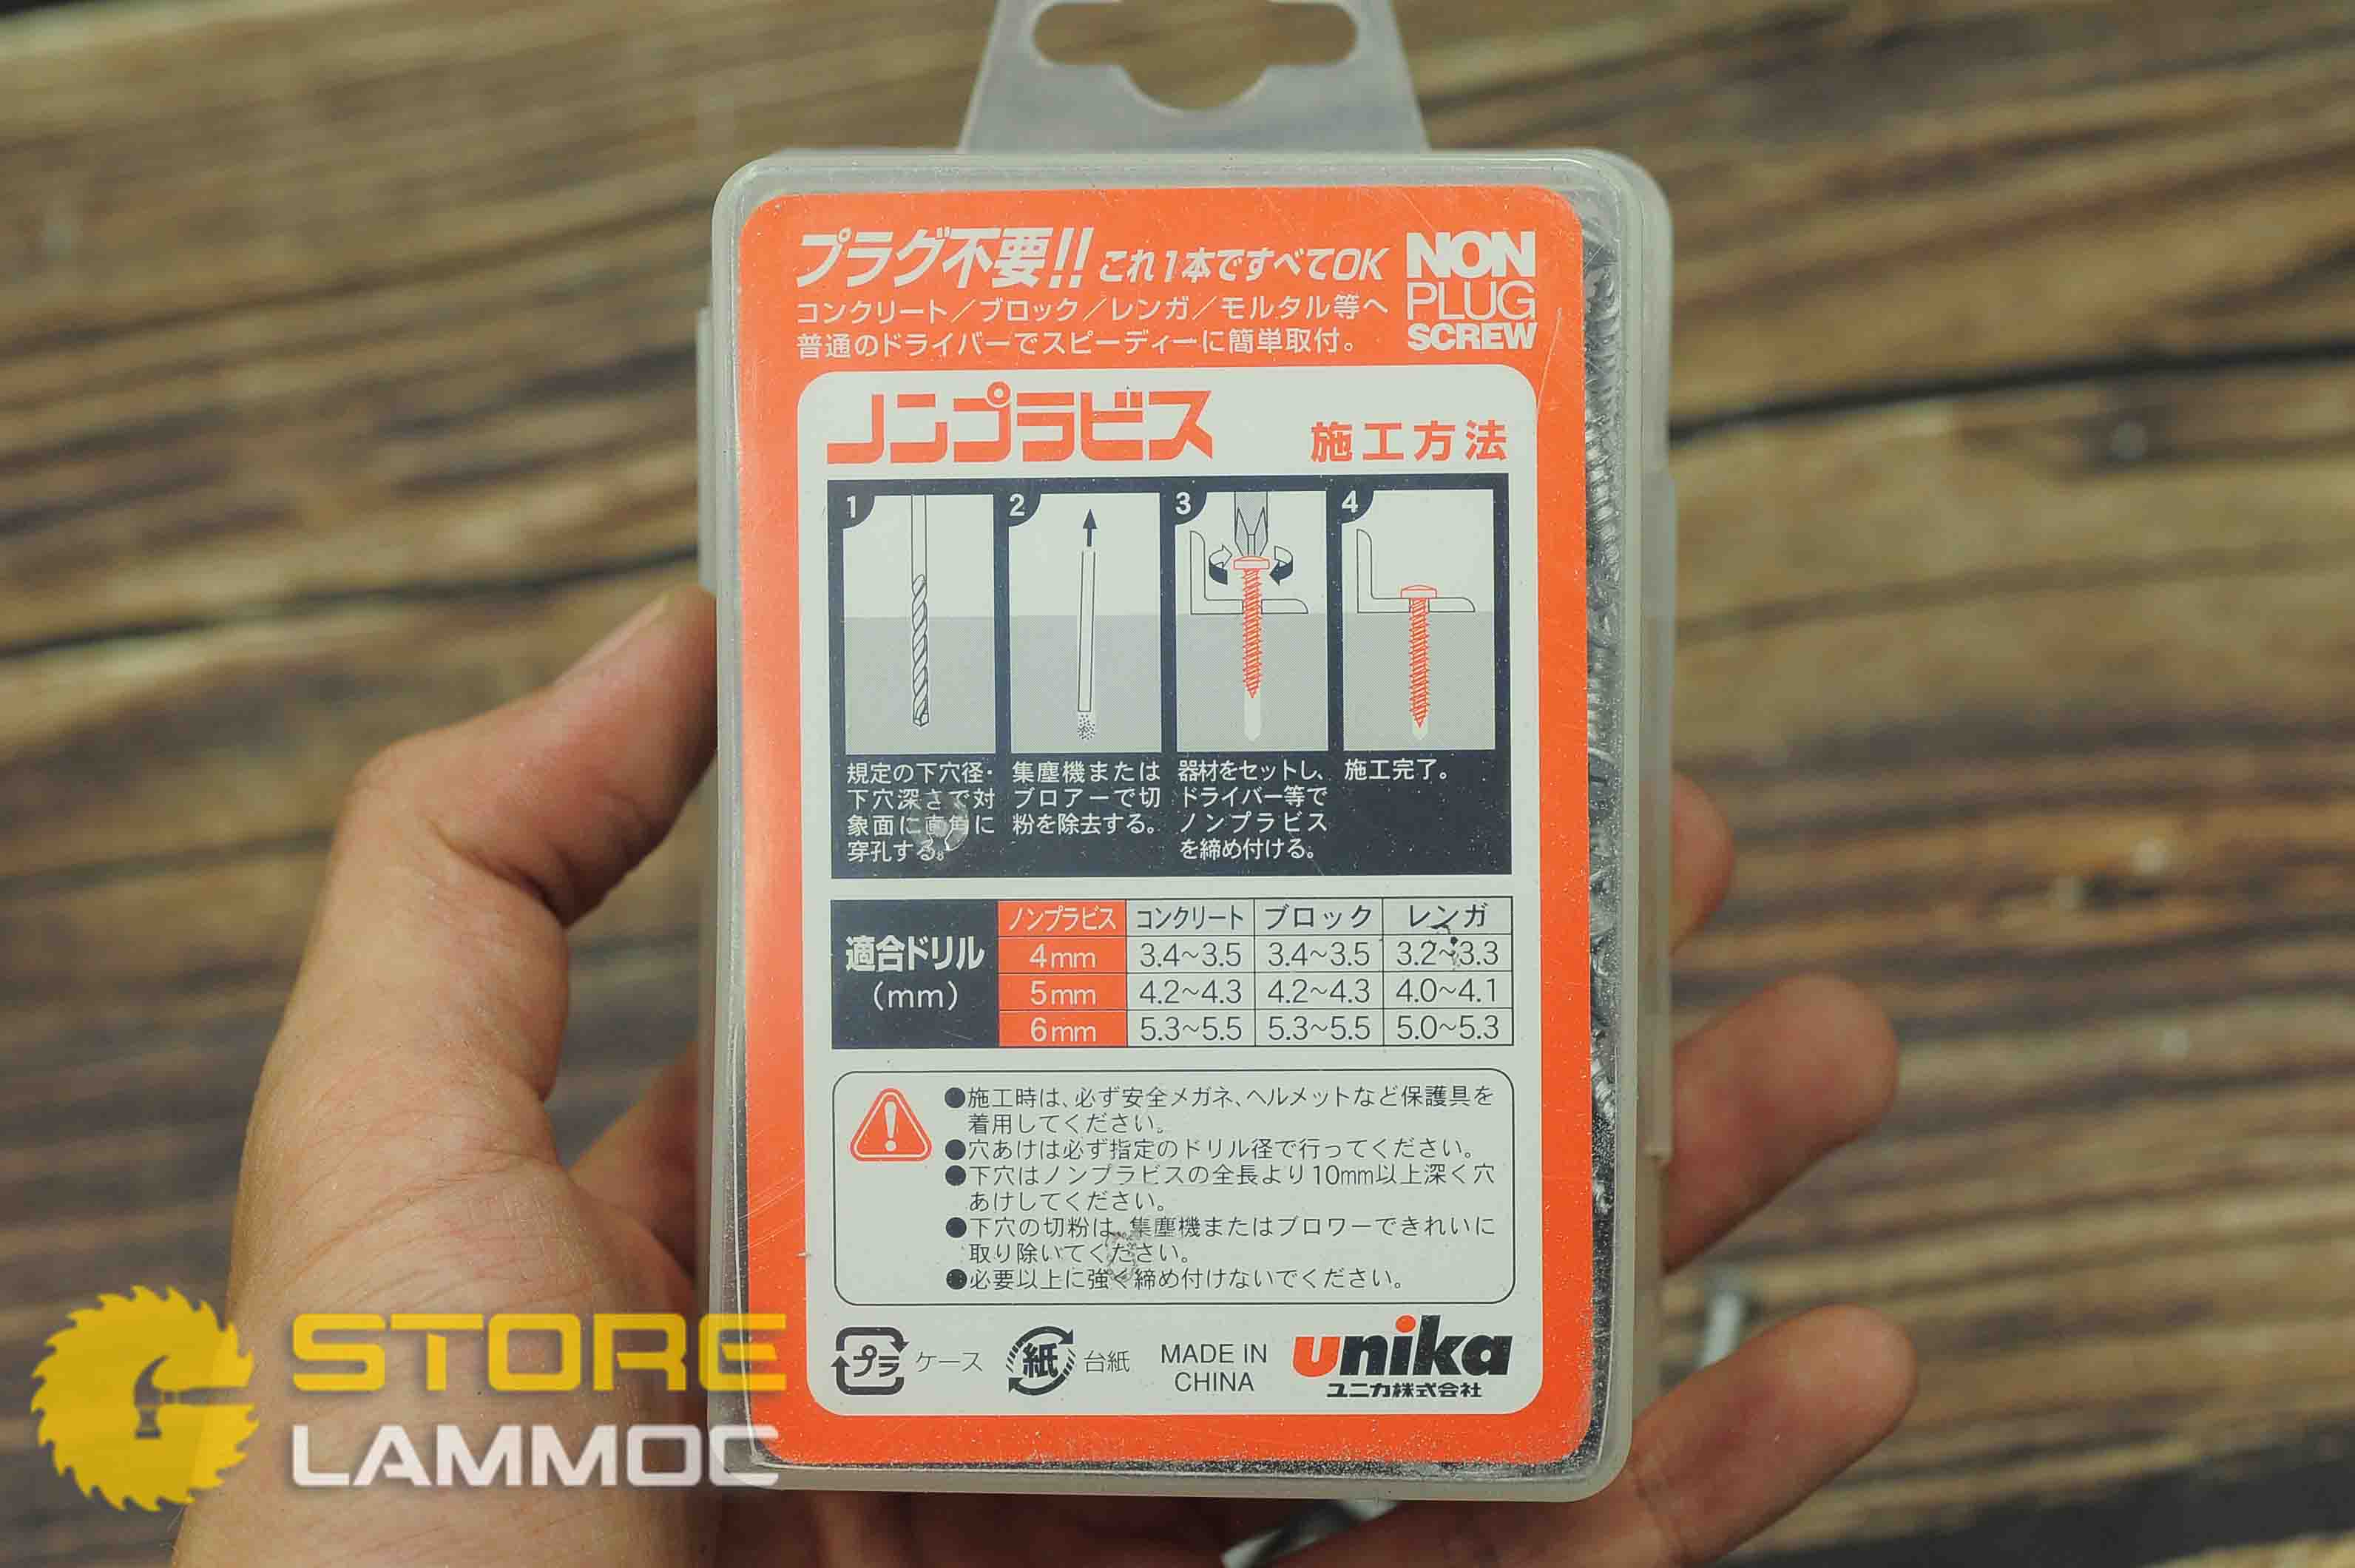 プラグ不要!! これ1本ですべてOK
NON
PLUG
SCREW
コンクリート/ブロック/レンガ/モルタル等へ
普通のドライバーでスピーディーに簡単取付。
ノンプラビス
施工方法
1
2
3
4
規定の下穴径・
下穴深さで対
象面に直角に
穿孔する。
集塵機または
ブロアーで切
粉を除去する。
器材をセットし、
ドライバー等で
ノンプラビス
を締め付ける。
施工完了。
適合ドリル
(mm)
ノンプラビス コンクリート ブロック レンガ
4mm 3.4~3.5 3.4~3.5 3.2~3.3
5mm 4.2~4.3 4.2~4.3 4.0~4.1
6mm 5.3~5.5 5.3~5.5 5.0~5.3
●施工時は、必ず安全メガネ、ヘルメットなど保護具を
着用してください。
●穴あけは必ず指定のドリル径で行ってください。
●下穴はノンプラビスの全長より10mm以上深く穴
あけしてください。
●下穴の切粉は、集塵機またはブロワーできれいに
取り除いてください。
●必要以上に強く締め付けないでください。
プラ ケース
紙 台紙
MADE IN
CHINA
unika
ユニカ株式会社
STORE
LAMMOC